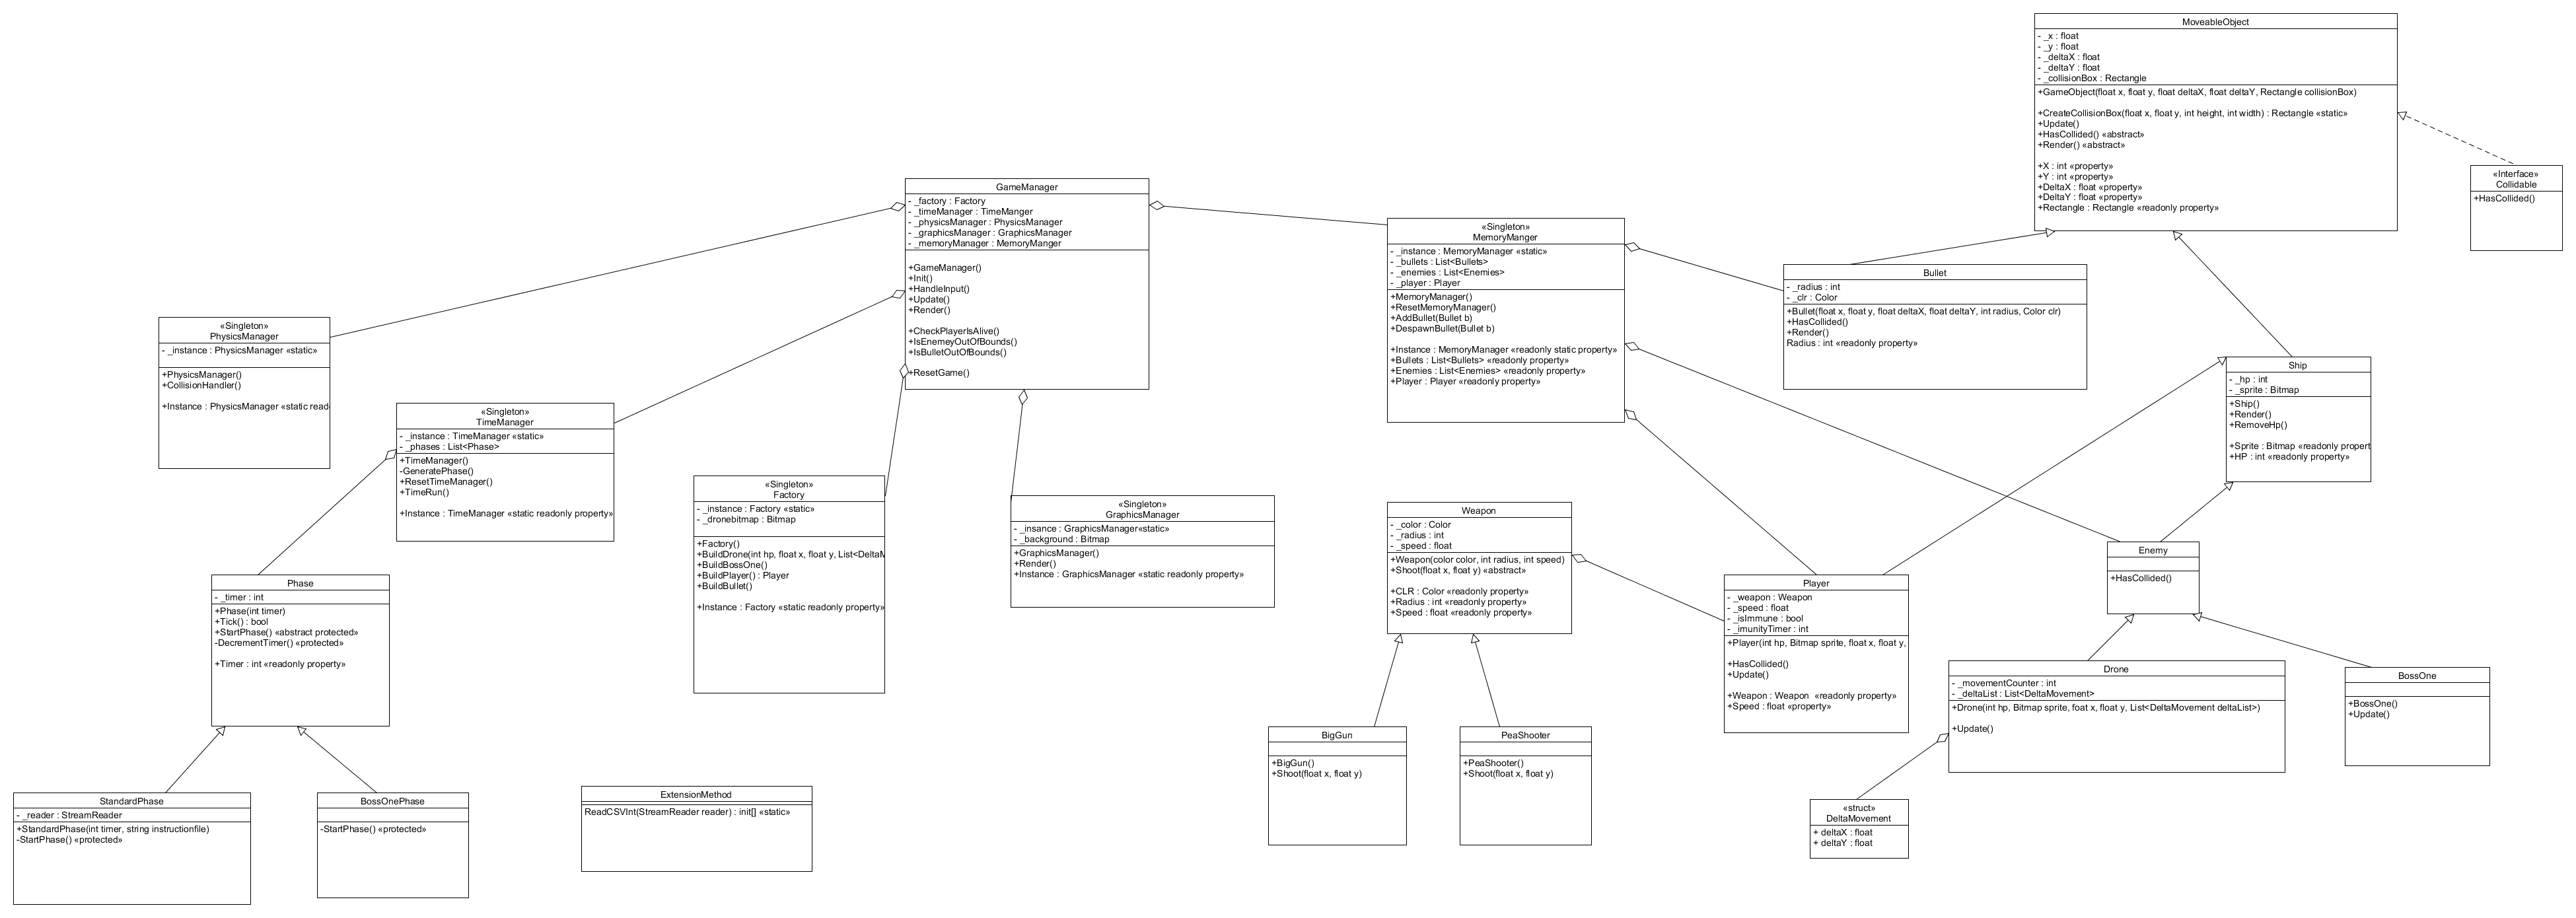 MoveableObject
- _x : float
- _y : float
- _deltaX : float
- _deltaY : float
- _collisionBox : Rectangle
+GameObject(float x, float y, float deltaX, float deltaY, Rectangle collisionBox)
+CreateCollisionBox(float x, float y, int height, int width) : Rectangle «static»
+Update()
+HasCollided() «abstract»
+Render() «abstract»
+X : int «property»
+Y : int «property»
+DeltaX : float «property»
+DeltaY : float «property»
+Rectangle : Rectangle «readonly property»
«Interface»
Collidable
+HasCollided()
GameManager
- _factory : Factory
- _timeManager : TimeManger
- _physicsManager : PhysicsManager
- _graphicsManager : GraphicsManager
- _memoryManager : MemoryManger
+GameManager()
+Init()
+HandleInput()
+Update()
+Render()
+CheckPlayerIsAlive()
+IsEnemeyOutOfBounds()
+IsBulletOutOfBounds()
+ResetGame()
«Singleton»
MemoryManger
- _instance : MemoryManager «static»
- _bullets : List<Bullets>
- _enemies : List<Enemies>
- _player : Player
+MemoryManager()
+ResetMemoryManager()
+AddBullet(Bullet b)
+DespawnBullet(Bullet b)
+Instance : MemoryManager «readonly static property»
+Bullets : List<Bullets> «readonly property»
+Enemies : List<Enemies> «readonly property»
+Player : Player «readonly property»
Bullet
- _radius : int
- _clr : Color
+Bullet(float x, float y, float deltaX, float deltaY, int radius, Color clr)
+HasCollided()
+Render()
Radius : int «readonly property»
«Singleton»
PhysicsManager
- _instance : PhysicsManager «static»
+PhysicsManager()
+CollisionHandler()
+Instance : PhysicsManager «static read
Ship
- _hp : int
- _sprite : Bitmap
+Ship()
+Render()
+RemoveHp()
+Sprite : Bitmap «readonly propert
+HP : int «readonly property»
«Singleton»
TimeManager
- _instance : TimeManager «static»
- _phases : List<Phase>
+TimeManager()
-GeneratePhase()
+ResetTimeManager()
+TimeRun()
+Instance : TimeManager «static readonly property»
«Singleton»
Factory
- _instance : Factory «static»
- _dronebitmap : Bitmap
+Factory()
+BuildDrone(int hp, float x, float y, List<DeltaM
+BuildBossOne()
+BuildPlayer() : Player
+BuildBullet()
+Instance : Factory «static readonly property»
«Singleton»
GraphicsManager
- _insance : GraphicsManager«static»
- _background : Bitmap
+GraphicsManager()
+Render()
+Instance : GraphicsManager «static readonly property»
Weapon
- _color : Color
- _radius : int
- _speed : float
+Weapon(color color, int radius, int speed)
+Shoot(float x, float y) «abstract»
+CLR : Color «readonly property»
+Radius : int «readonly property»
+Speed : float «readonly property»
Enemy
+HasCollided()
Phase
- _timer : int
+Phase(int timer)
+Tick() : bool
+StartPhase() «abstract protected»
-DecrementTimer() «protected»
+Timer : int «readonly property»
Player
- _weapon : Weapon
- _speed : float
- _isImmune : bool
- _imunityTimer : int
+Player(int hp, Bitmap sprite, float x, float y,
+HasCollided()
+Update()
+Weapon : Weapon  «readonly property»
+Speed : float «property»
Drone
- _movementCounter : int
- _deltaList : List<DeltaMovement>
+Drone(int hp, Bitmap sprite, foat x, float y, List<DeltaMovement deltaList>)
+Update()
BossOne
+BossOne()
+Update()
BigGun
+BigGun()
+Shoot(float x, float y)
PeaShooter
+PeaShooter()
+Shoot(float x, float y)
StandardPhase
- _reader : StreamReader
+StandardPhase(int timer, string instructionfile)
-StartPhase() «protected»
BossOnePhase
-StartPhase() «protected»
ExtensionMethod
ReadCSVInt(StreamReader reader) : init[] «static»
«struct»
DeltaMovement
+ deltaX : float
+ deltaY : float